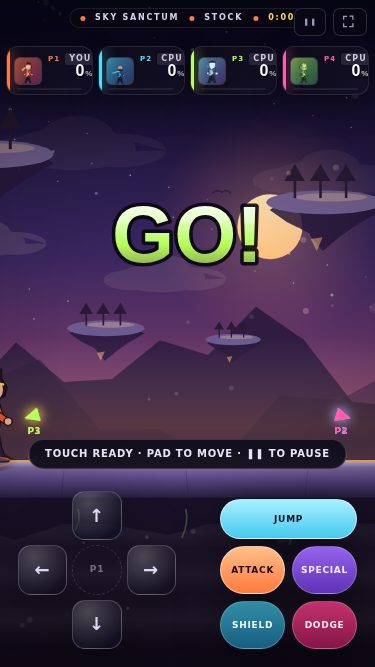 SKY SANCTUM • STOCK • 0:00
P1 YOU 0%
P2 CPU 0%
P3 CPU 0%
P4 CPU 0%
GO!
P3
TOUCH READY · PAD TO MOVE · ❚❚ TO PAUSE
↑
JUMP
← P1 →
ATTACK SPECIAL
↓
SHIELD DODGE